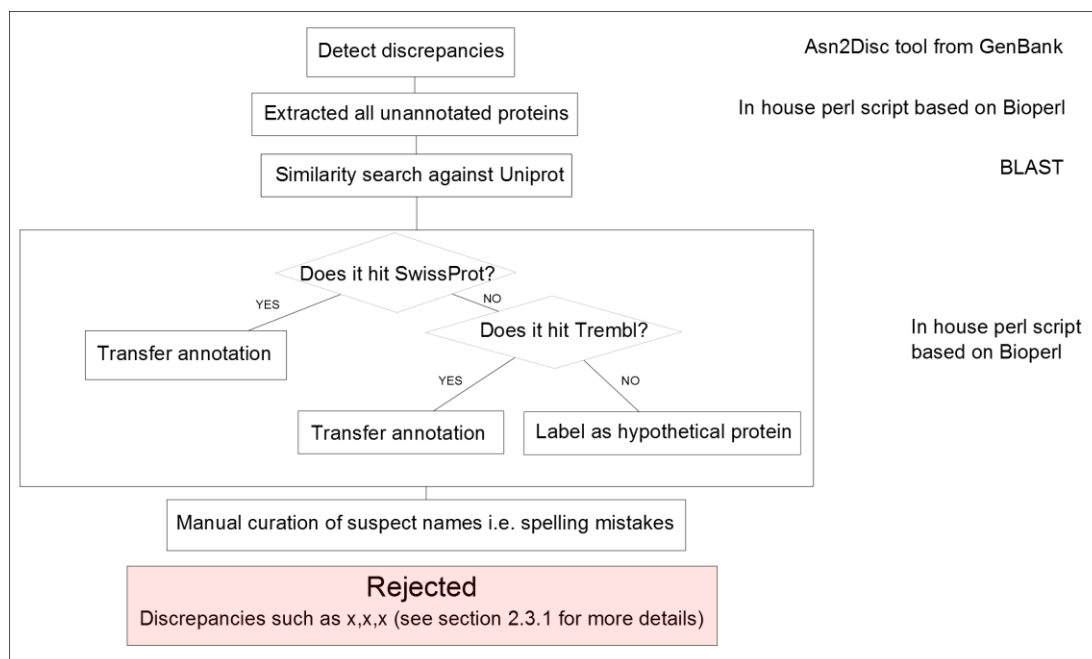 Detect discrepancies
Asn2Disc tool from GenBank
Extracted all unannotated proteins
In house perl script based on Bioperl
Similarity search against Uniprot
BLAST
Does it hit SwissProt?
YES
NO
Does it hit Trembl?
In house perl script
based on Bioperl
Transfer annotation
YES
NO
Transfer annotation
Label as hypothetical protein
Manual curation of suspect names i.e. spelling mistakes
Rejected
Discrepancies such as x,x,x (see section 2.3.1 for more details)